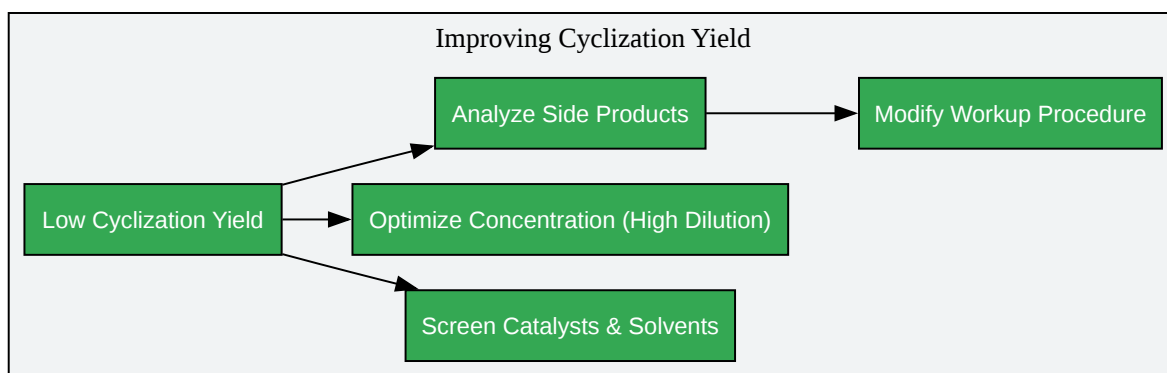 Improving Cyclization Yield
Analyze Side Products
Modify Workup Procedure
Low Cyclization Yield
Optimize Concentration (High Dilution)
Screen Catalysts & Solvents